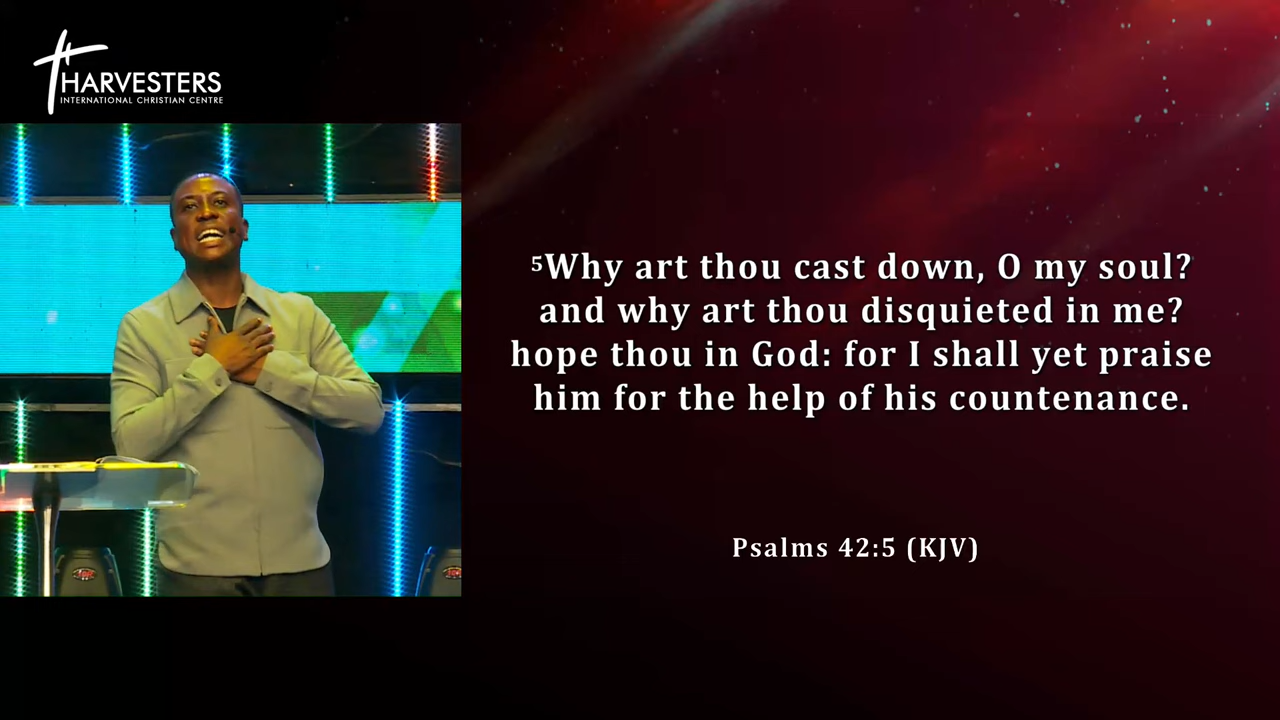 HARVESTERS
INTERNATIONAL CHRISTIAN CENTRE
⁵Why art thou cast down, O my soul?
and why art thou disquieted in me?
hope thou in God: for I shall yet praise
him for the help of his countenance.
Psalms 42:5 (KJV)